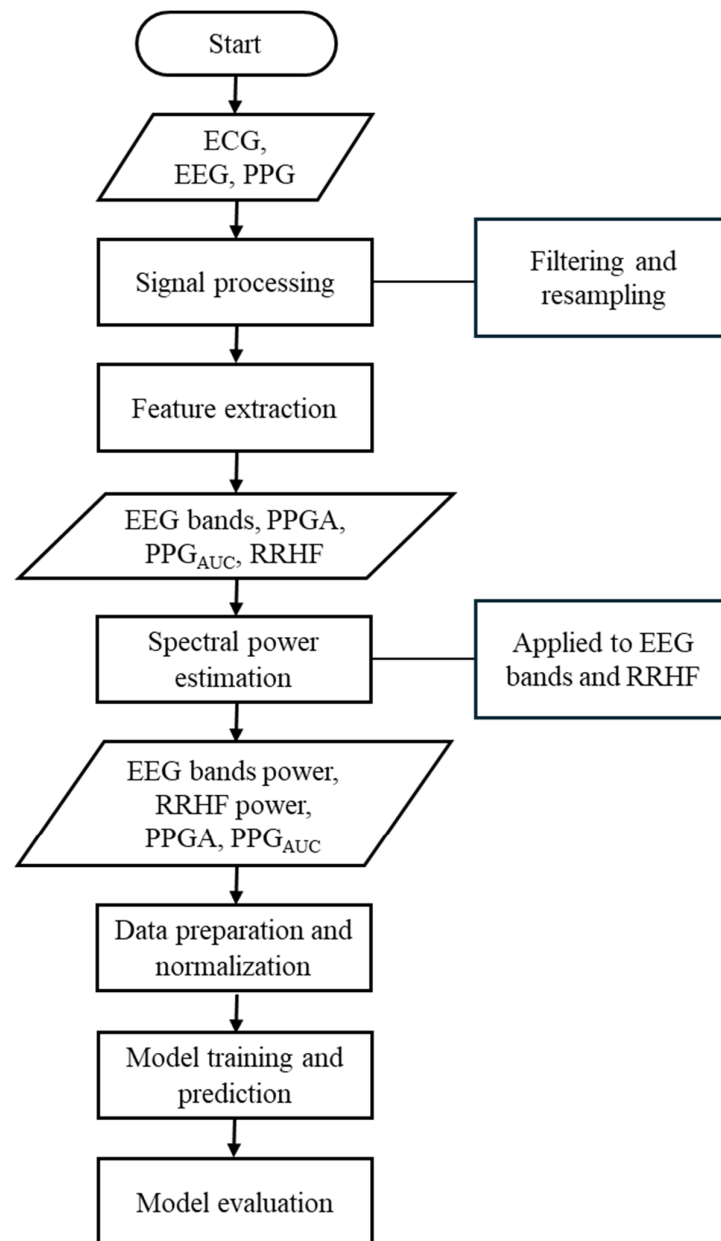 Start
ECG,
EEG, PPG
Signal processing
Filtering and
resampling
Feature extraction
EEG bands, PPGA,
PPG_AUC, RRHF
Spectral power
estimation
Applied to EEG
bands and RRHF
EEG bands power,
RRHF power,
PPGA, PPG_AUC
Data preparation and
normalization
Model training and
prediction
Model evaluation